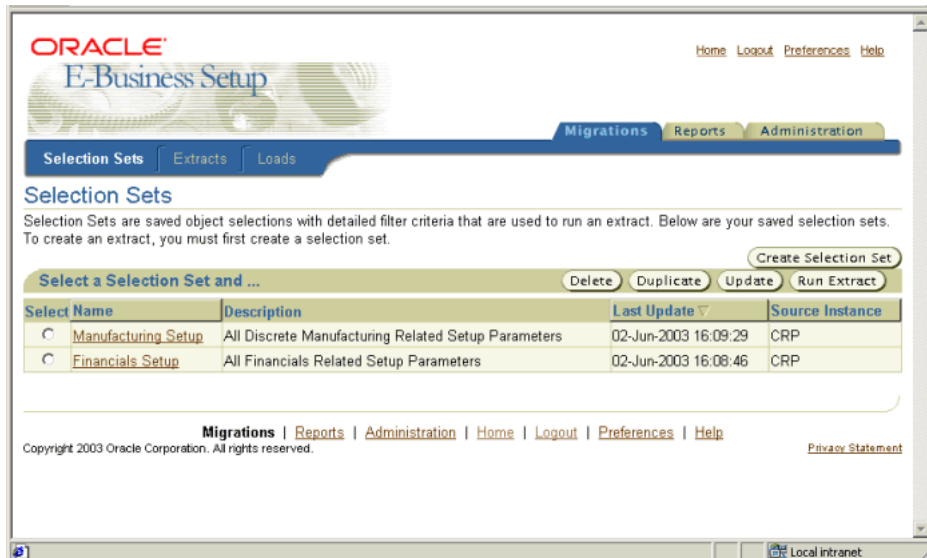 ORACLE
E-Business Setup
Home Logout Preferences Help
Migrations Reports Administration
Selection Sets Extracts Loads
Selection Sets
Selection Sets are saved object selections with detailed filter criteria that are used to run an extract. Below are your saved selection sets.
To create an extract, you must first create a selection set.
Create Selection Set
Select a Selection Set and ... Delete Duplicate Update Run Extract
Select Name Description Last Update Source Instance
Manufacturing Setup All Discrete Manufacturing Related Setup Parameters 02-Jun-2003 16:09:29 CRP
Financials Setup All Financials Related Setup Parameters 02-Jun-2003 16:08:46 CRP
Migrations | Reports | Administration | Home | Logout | Preferences | Help
Copyright 2003 Oracle Corporation. All rights reserved. Privacy Statement
Local intranet